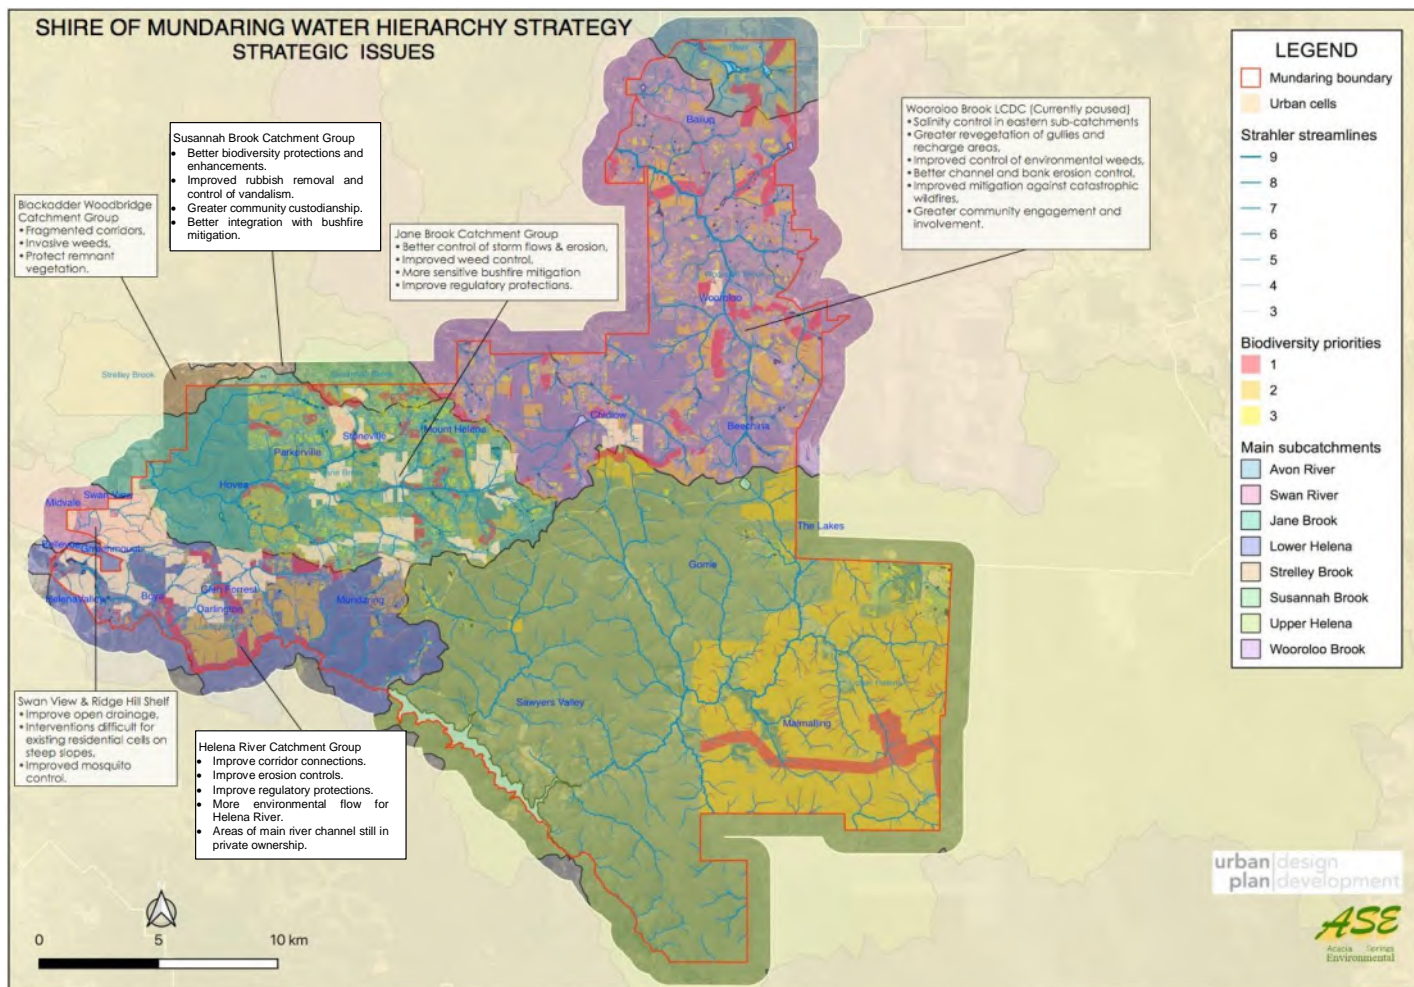 SHIRE OF MUNDARING WATER HIERARCHY STRATEGY
STRATEGIC ISSUES
Blackadder Woodbridge
Catchment Group
• Fragmented corridors,
• Invasive weeds,
• Protect remnant
vegetation.
Susannah Brook Catchment Group
• Better biodiversity protections and
enhancements.
• Improved rubbish removal and
control of vandalism.
• Greater community custodianship.
• Better integration with bushfire
mitigation.
Jane Brook Catchment Group
• Better control of storm flows & erosion,
• Improved weed control,
• More sensitive bushfire mitigation
• Improve regulatory protections.
Wooroloo Brook LCDC (Currently paused)
• Salinity control in eastern sub-catchments
• Greater revegetation of gullies and
recharge areas,
• Improved control of environmental weeds,
• Better channel and bank erosion control,
• Improved mitigation against catastrophic
wildfires,
• Greater community engagement and
involvement.
LEGEND
Mundaring boundary
Urban cells
Strahler streamlines
9
8
7
6
5
4
3
Biodiversity priorities
1
2
3
Main subcatchments
Avon River
Swan River
Jane Brook
Lower Helena
Strelley Brook
Susannah Brook
Upper Helena
Wooroloo Brook
Bailup
Wooroloo
Strelley Brook
Chidlow
Beechina
Stoneville
Mount Helena
Parkerville
Jane Brook
Hovea
Swan View
Midvale
Bellevue
Greenmount
Helena Valley
Boya
Glen Forrest
Darlington
Mundaring
The Lakes
Gorrie
Sawyers Valley
Upper Helena
Malmalling
Swan View & Ridge Hill Shelf
• Improve open drainage,
• Interventions difficult for
existing residential cells on
steep slopes,
• Improved mosquito
control.
Helena River Catchment Group
• Improve corridor connections.
• Improve erosion controls.
• Improve regulatory protections.
• More environmental flow for
Helena River.
• Areas of main river channel still in
private ownership.
0 5 10 km
urban design
plan development
ASE
Acacia Springs
Environmental